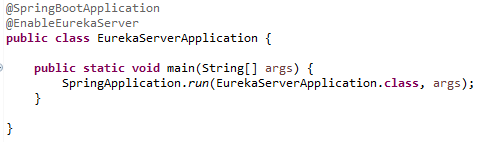 @SpringBootApplication
@EnableEurekaServer
public class EurekaServerApplication {
public static void main(String[] args) {
SpringApplication.run(EurekaServerApplication.class, args);
}
}